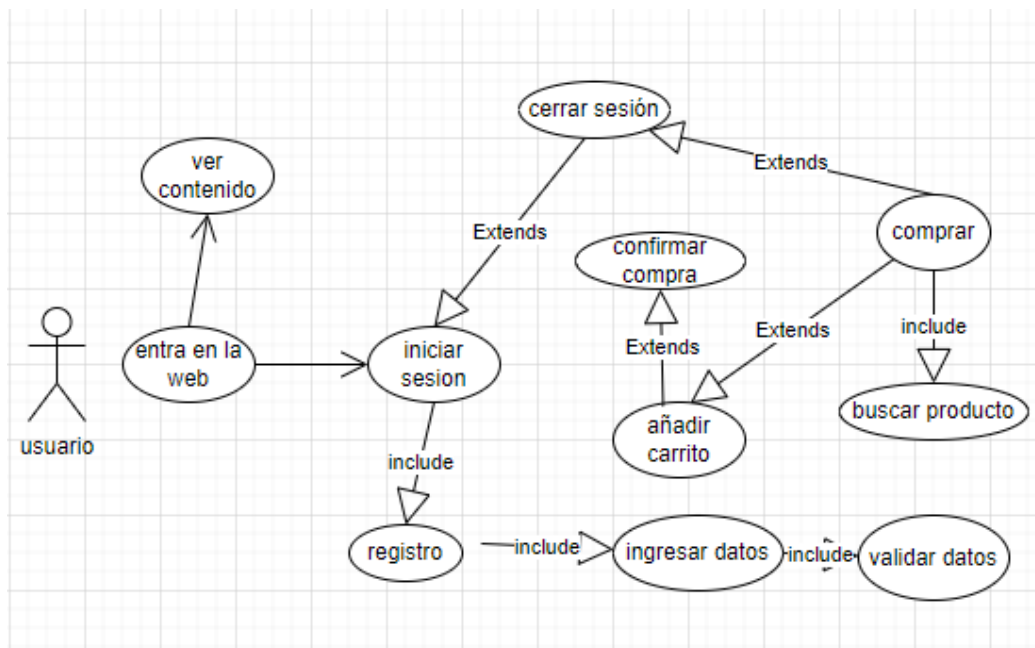 cerrar sesión
ver
contenido
Extends
comprar
Extends
confirmar
compra
entra en la
web
iniciar
sesion
Extends
Extends
include
usuario
añadir
carrito
buscar producto
include
registro
include
ingresar datos
include
validar datos